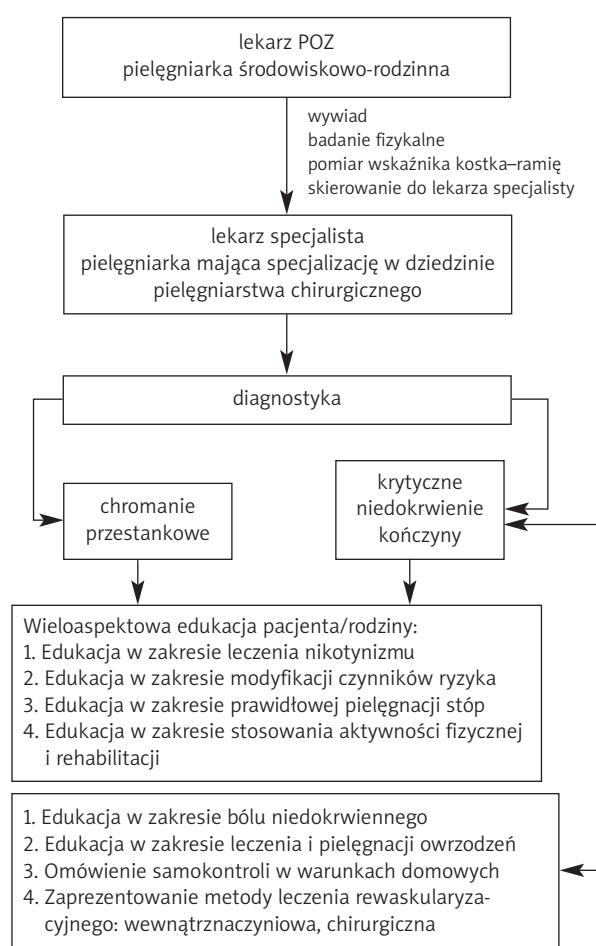 lekarz POZ
pielęgniarka środowiskowo-rodzinna
wywiad
badanie fizykalne
pomiar wskaźnika kostka–ramię
skierowanie do lekarza specjalisty
lekarz specjalista
pielęgniarka mająca specjalizację w dziedzinie
pielęgniarstwa chirurgicznego
diagnostyka
chromanie
przestankowe
krytyczne
niedokrwienie
kończyny
Wieloaspektowa edukacja pacjenta/rodziny:
1. Edukacja w zakresie leczenia nikotynizmu
2. Edukacja w zakresie modyfikacji czynników ryzyka
3. Edukacja w zakresie prawidłowej pielęgnacji stóp
4. Edukacja w zakresie stosowania aktywności fizycznej
i rehabilitacji
1. Edukacja w zakresie bólu niedokrwiennego
2. Edukacja w zakresie leczenia i pielęgnacji owrzodzeń
3. Omówienie samokontroli w warunkach domowych
4. Zaprezentowanie metody leczenia rewaskularyza-
cyjnego: wewnątrznaczyniowa, chirurgiczna